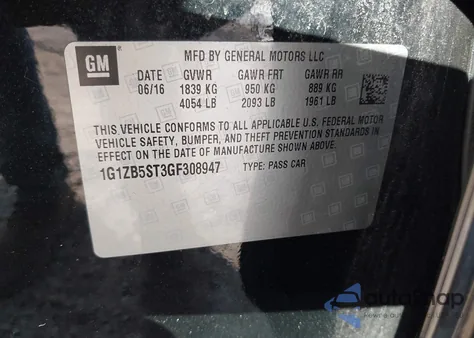 GM
MFD BY GENERAL MOTORS LLC
DATE GVWR GAWR FRT GAWR RR
06/16 1839 KG 950 KG 889 KG
4054 LB 2093 LB 1961 LB
THIS VEHICLE CONFORMS TO ALL APPLICABLE U.S. FEDERAL MOTOR
VEHICLE SAFETY, BUMPER, AND THEFT PREVENTION STANDARDS IN
EFFECT ON THE DATE OF MANUFACTURE SHOWN ABOVE.
1G1ZB5ST3GF308947 TYPE: PASS CAR